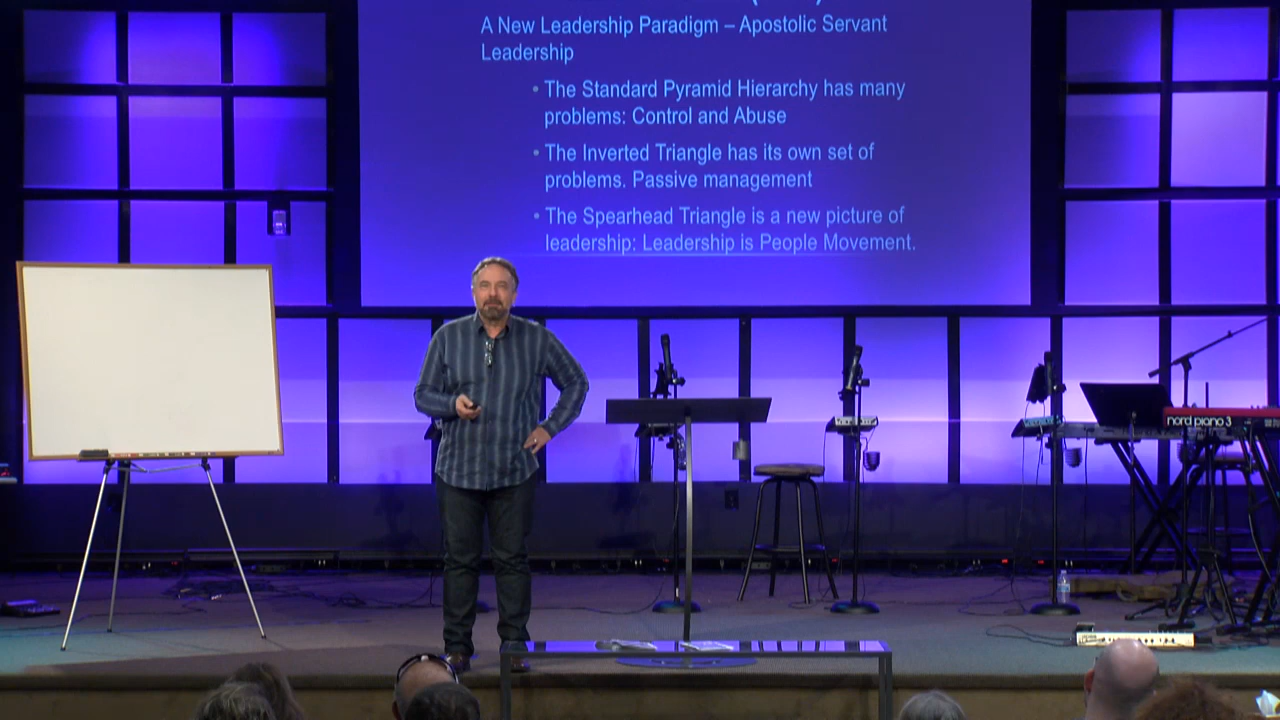 A New Leadership Paradigm – Apostolic Servant
Leadership
• The Standard Pyramid Hierarchy has many
problems: Control and Abuse
• The Inverted Triangle has its own set of
problems. Passive management
• The Spearhead Triangle is a new picture of
leadership: Leadership is People Movement.
nord piano 3